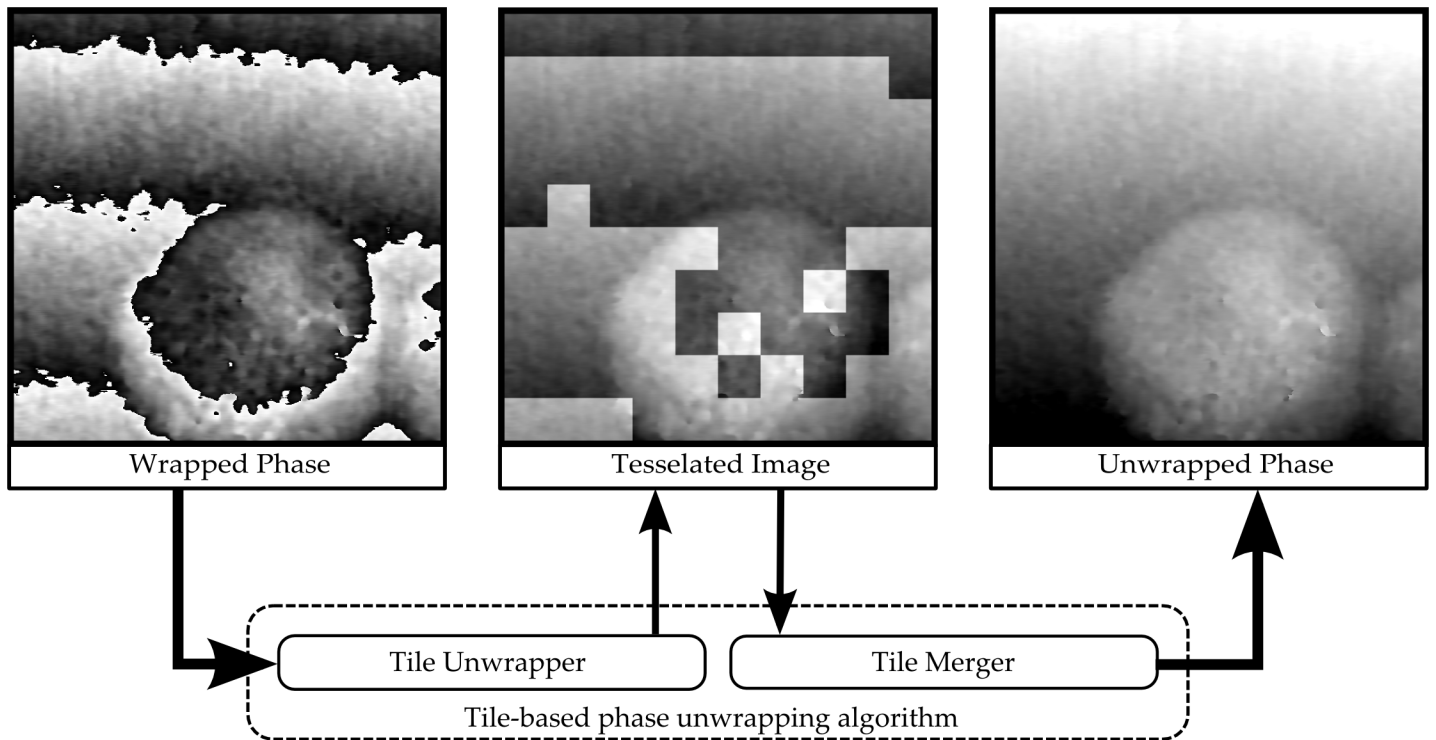 Wrapped Phase
Tesselated Image
Unwrapped Phase
Tile Unwrapper
Tile Merger
Tile-based phase unwrapping algorithm